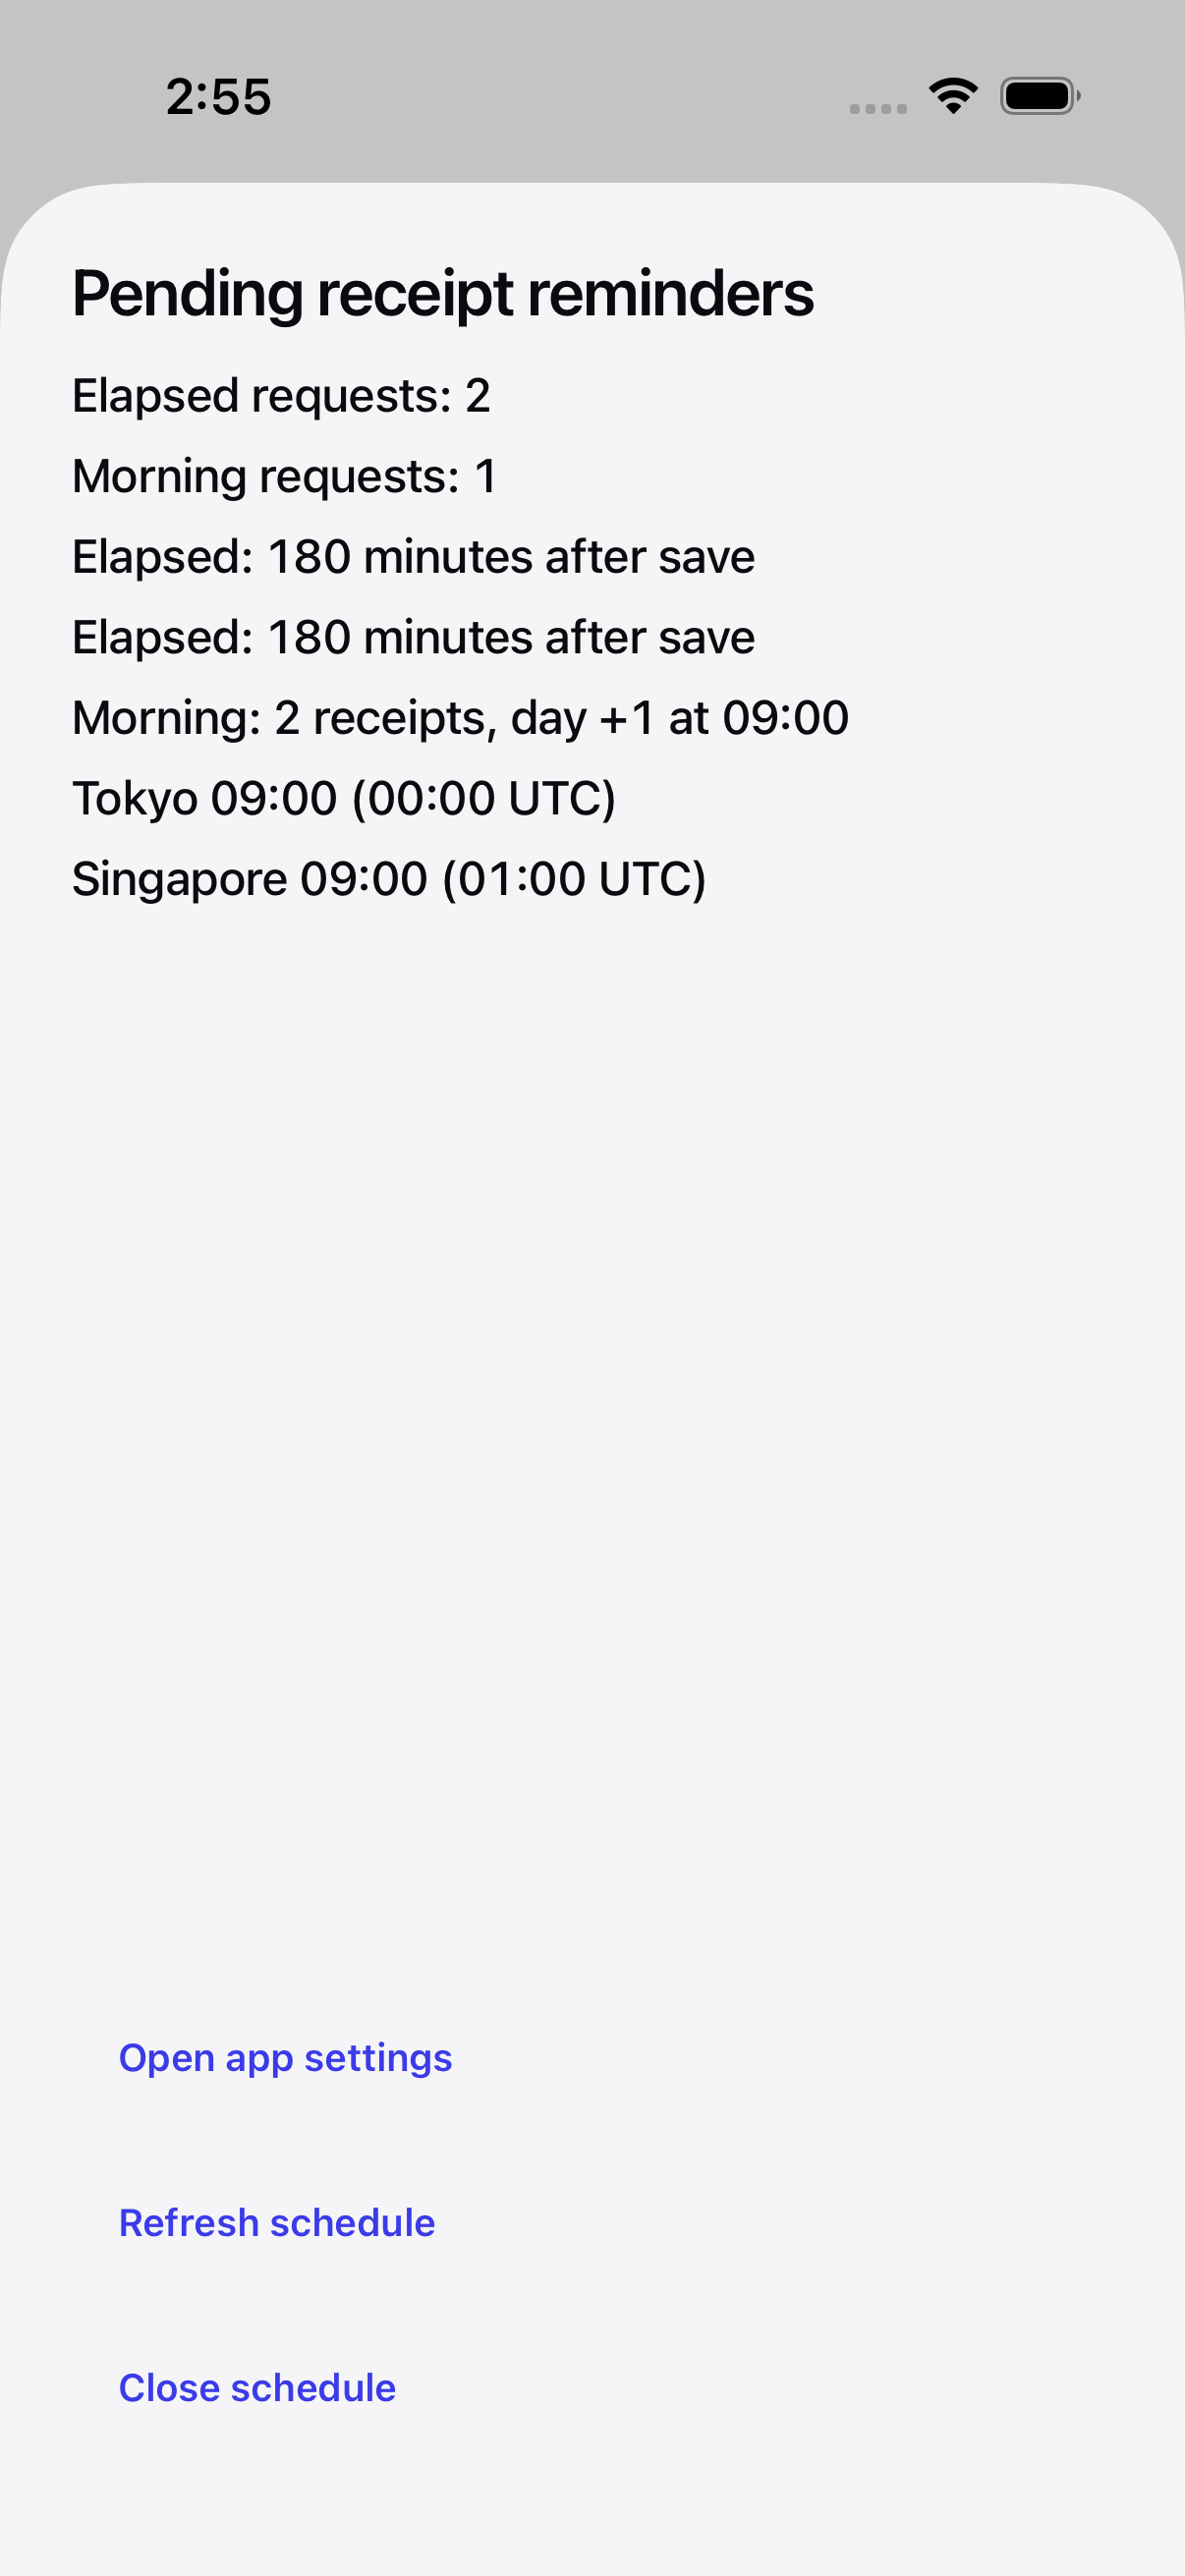 2:55
Pending receipt reminders
Elapsed requests: 2
Morning requests: 1
Elapsed: 180 minutes after save
Elapsed: 180 minutes after save
Morning: 2 receipts, day +1 at 09:00
Tokyo 09:00 (00:00 UTC)
Singapore 09:00 (01:00 UTC)
Open app settings
Refresh schedule
Close schedule